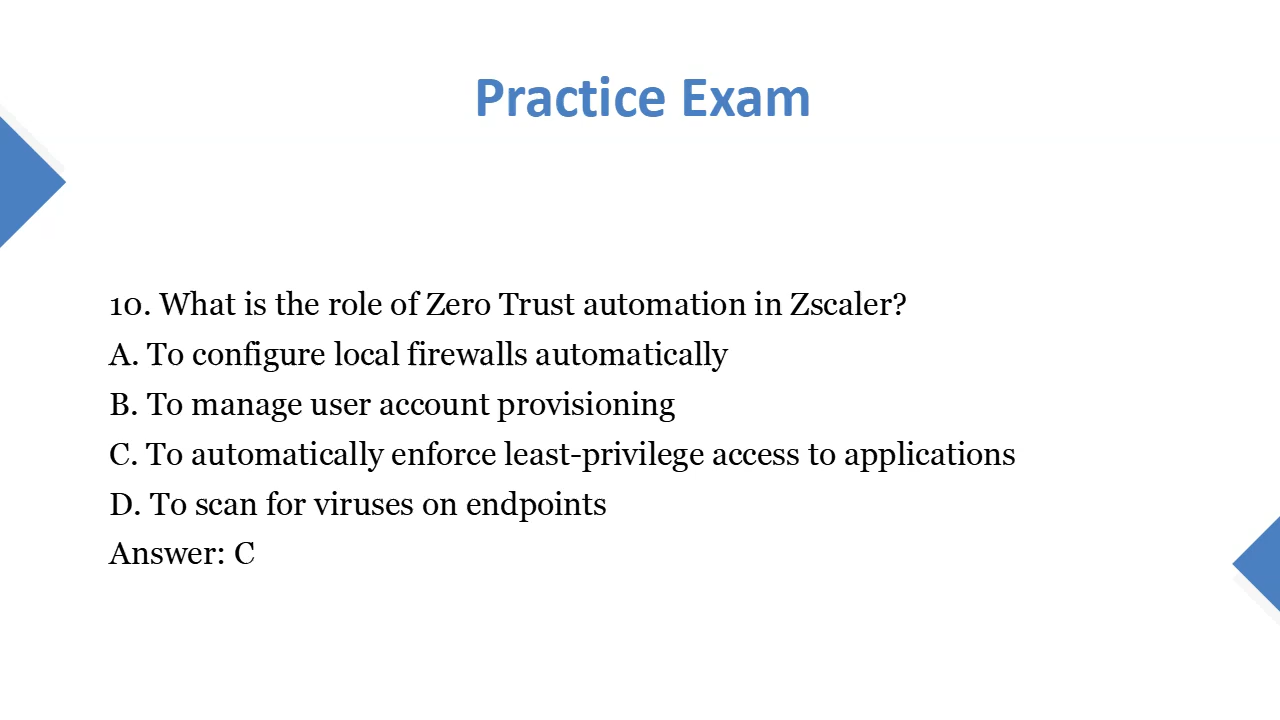 Practice Exam
10. What is the role of Zero Trust automation in Zscaler?
A. To configure local firewalls automatically
B. To manage user account provisioning
C. To automatically enforce least-privilege access to applications
D. To scan for viruses on endpoints
Answer: C